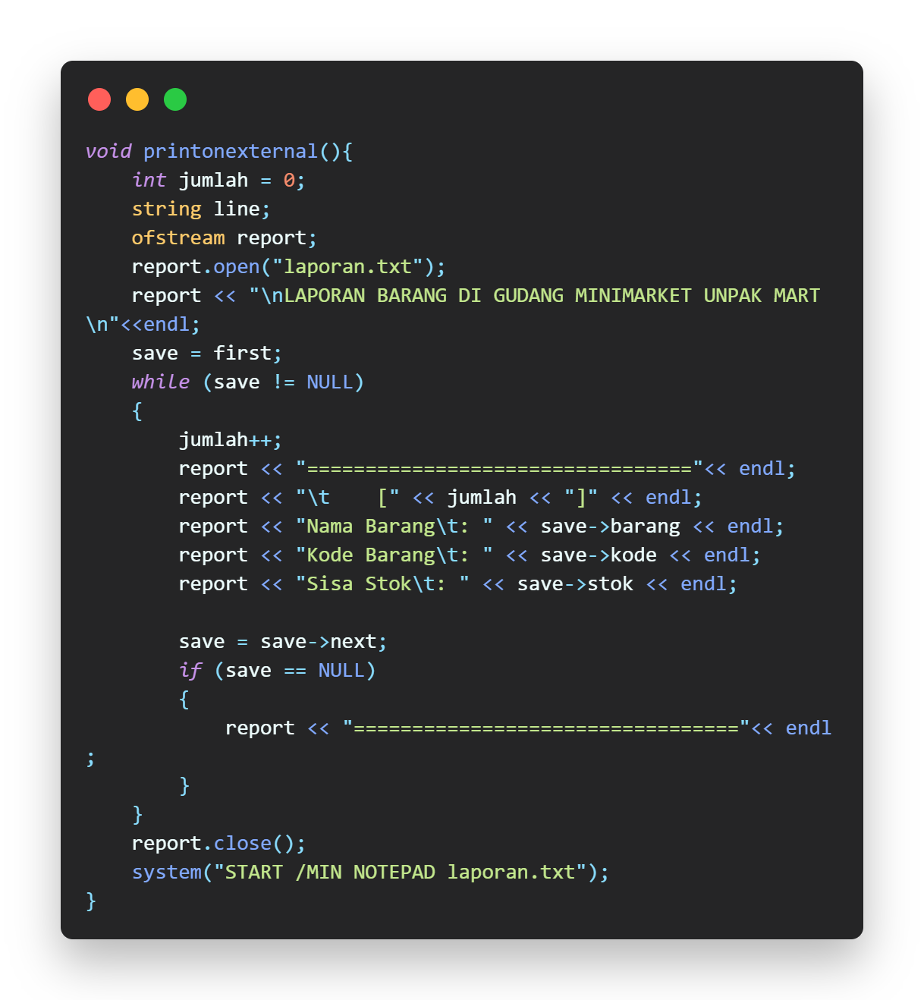 void printonexternal(){
    int jumlah = 0;
    string line;
    ofstream report;
    report.open("laporan.txt");
    report << "\nLAPORAN BARANG DI GUDANG MINIMARKET UNPAK MART
\n"<<endl;
    save = first;
    while (save != NULL)
    {
        jumlah++;
        report << "================================="<< endl;
        report << "\t    [" << jumlah << "]" << endl;
        report << "Nama Barang\t: " << save->barang << endl;
        report << "Kode Barang\t: " << save->kode << endl;
        report << "Sisa Stok\t: " << save->stok << endl;

        save = save->next;
        if (save == NULL)
        {
            report << "================================="<< endl
;
        }
    }
    report.close();
    system("START /MIN NOTEPAD laporan.txt");
}